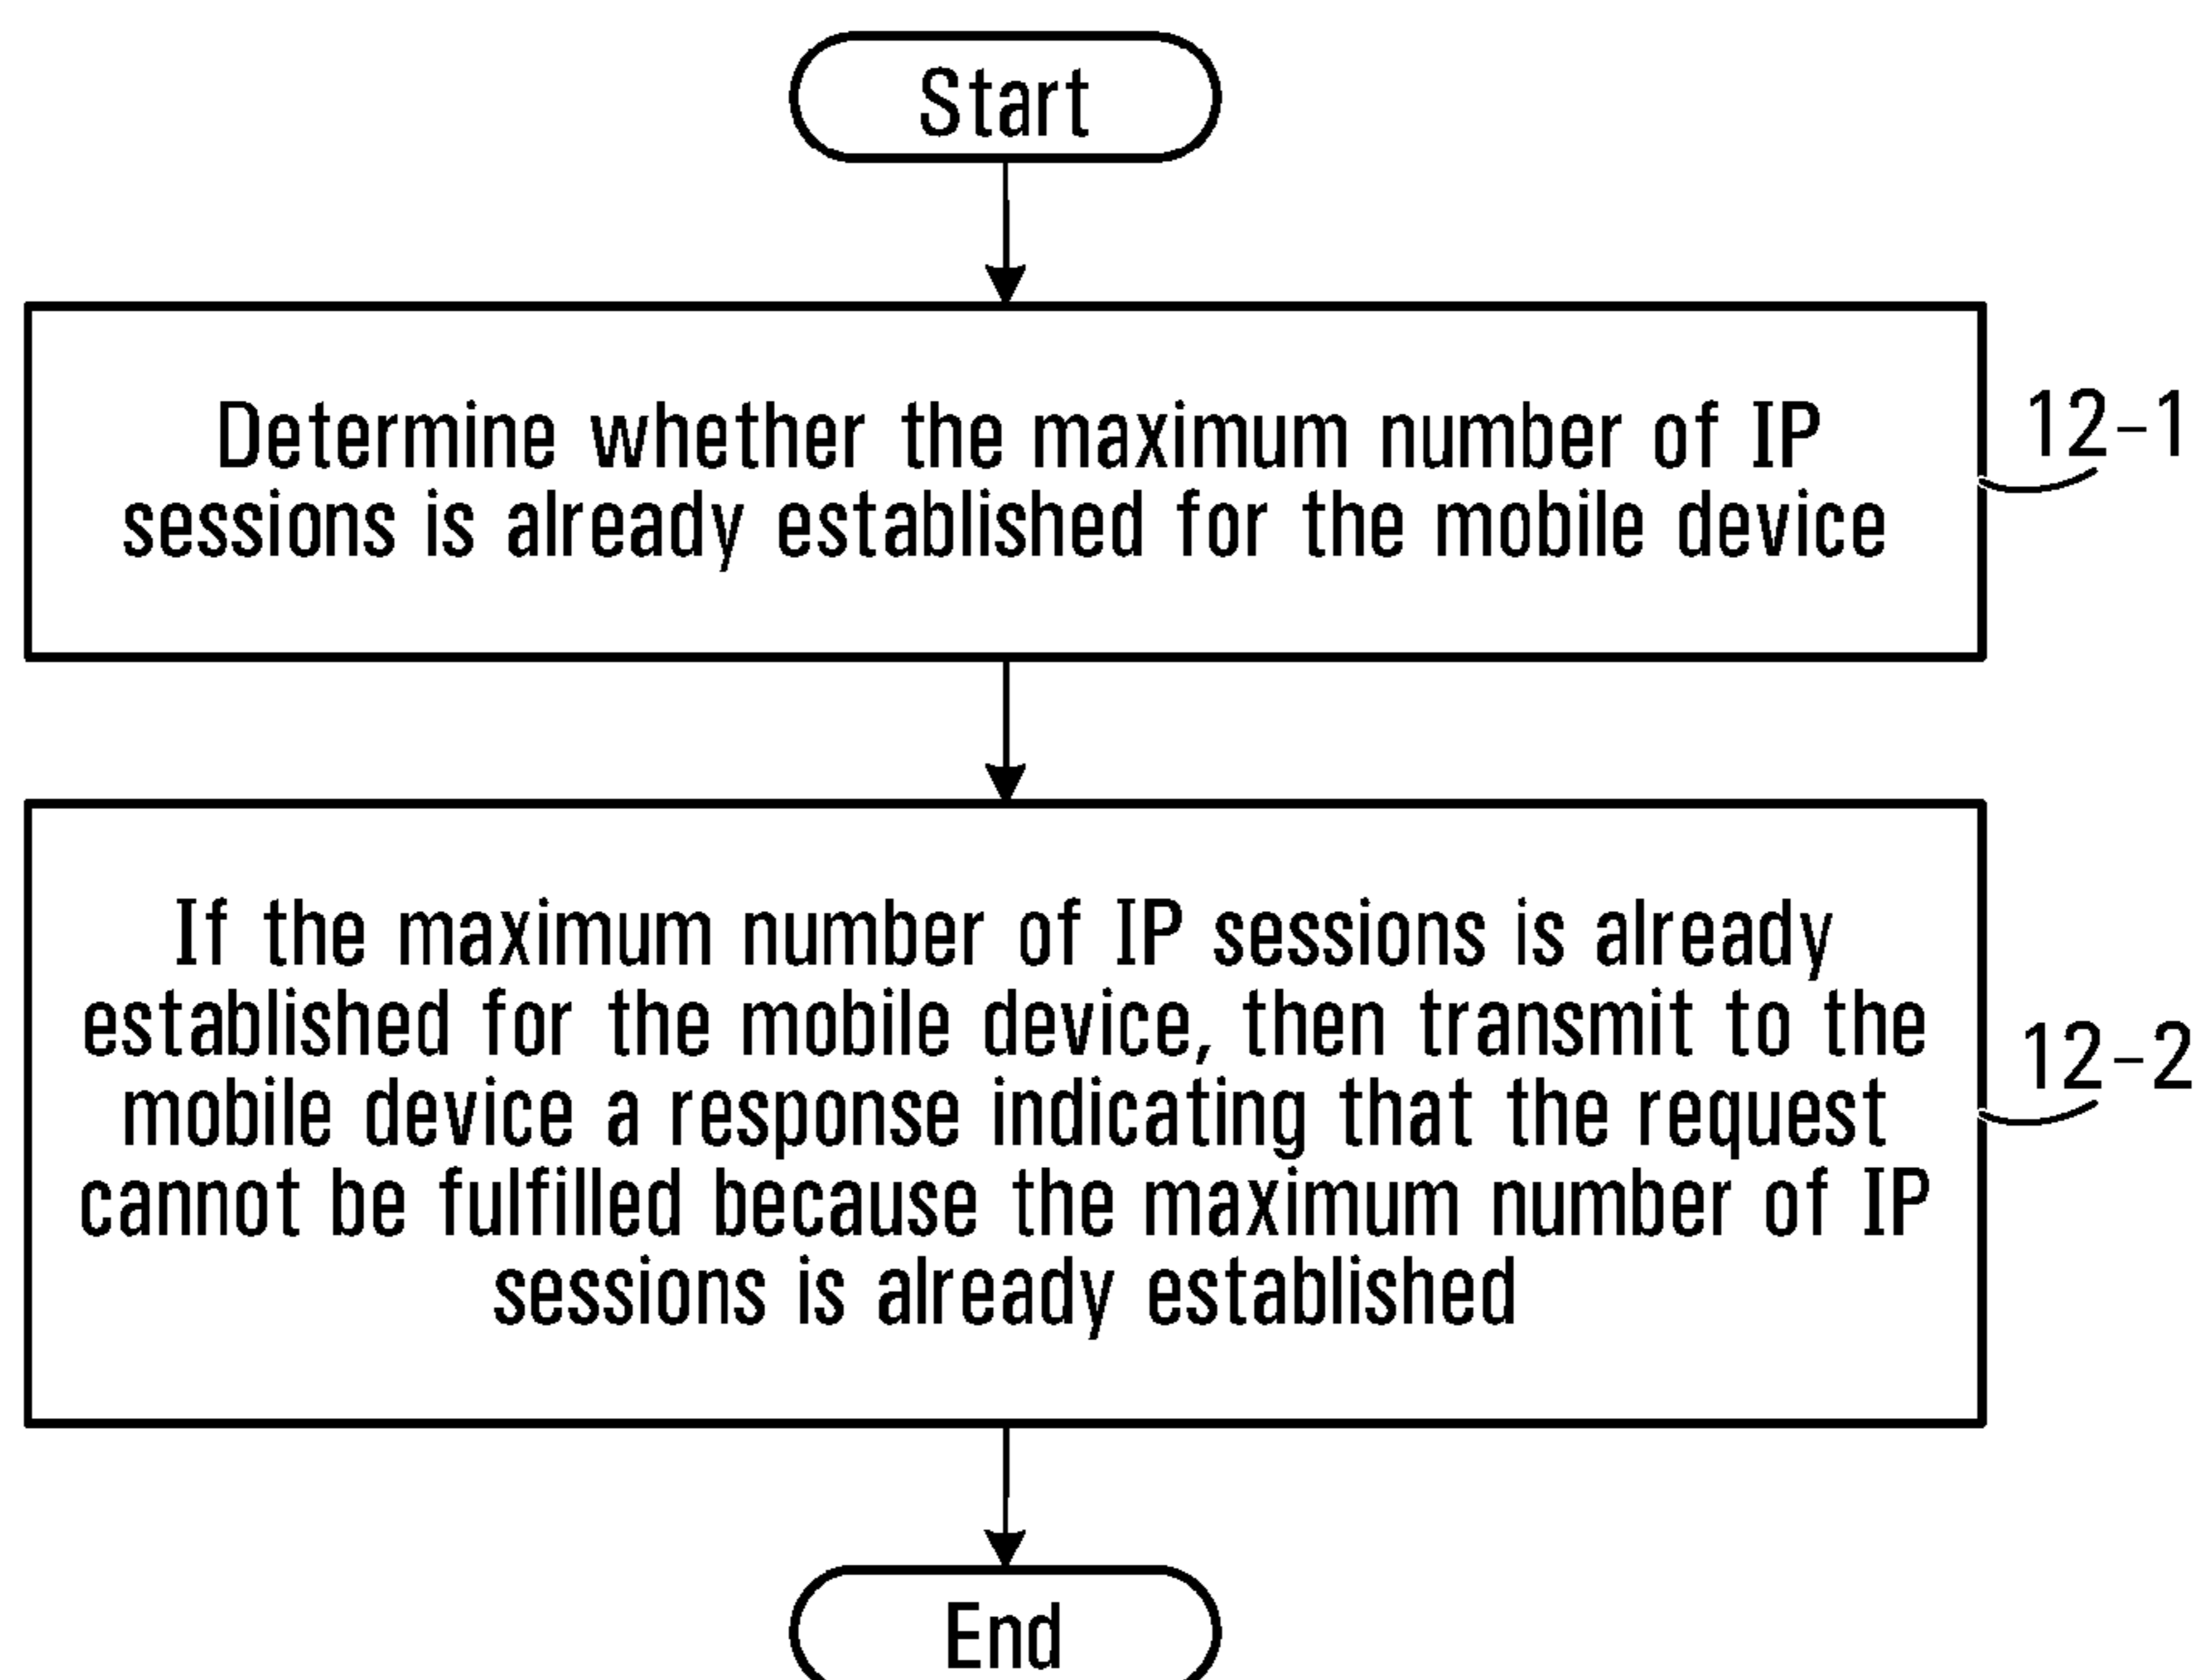 Start
Determine whether the maximum number of IP
sessions is already established for the mobile device
12-1
If the maximum number of IP sessions is already
established for the mobile device, then transmit to the
mobile device a response indicating that the request
cannot be fulfilled because the maximum number of IP
sessions is already established
12-2
End